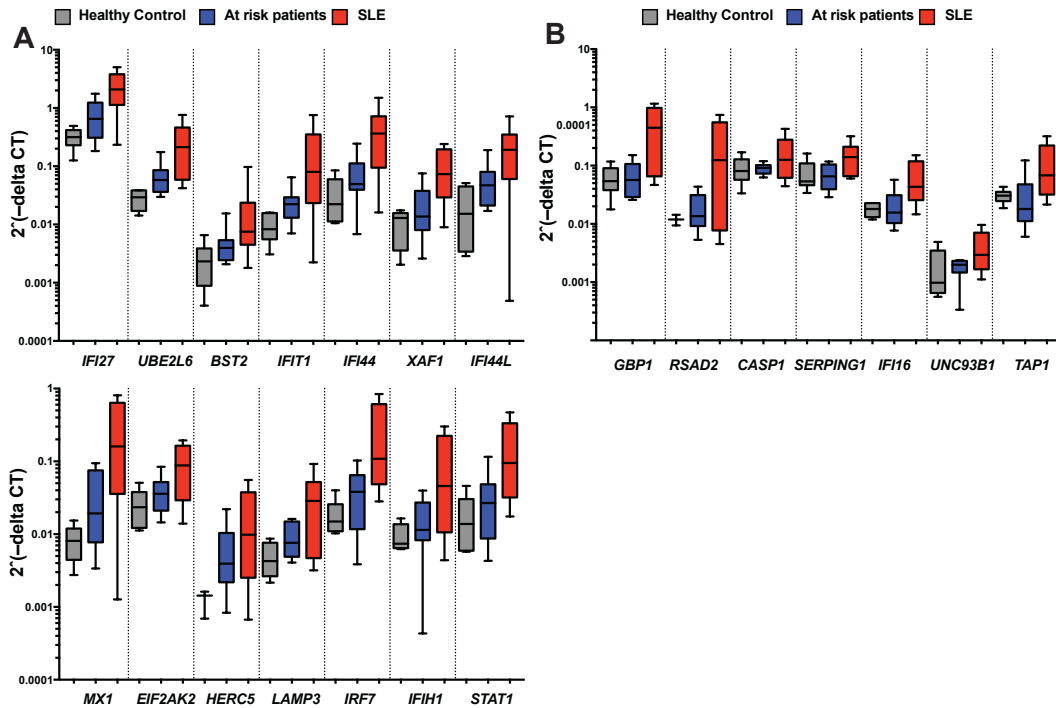 Healthy Control At risk patients SLE
A
10
1
0.1
0.01
0.001
0.0001
2^(–delta CT)
IFI27 UBE2L6 BST2 IFIT1 IFI44 XAF1 IFI44L
1
0.1
0.01
0.001
0.0001
2^(–delta CT)
MX1 EIF2AK2 HERC5 LAMP3 IRF7 IFIH1 STAT1
Healthy Control At risk patients SLE
B
10
1
0.0001
0.1
0.01
0.001
2^(–delta CT)
GBP1 RSAD2 CASP1 SERPING1 IFI16 UNC93B1 TAP1